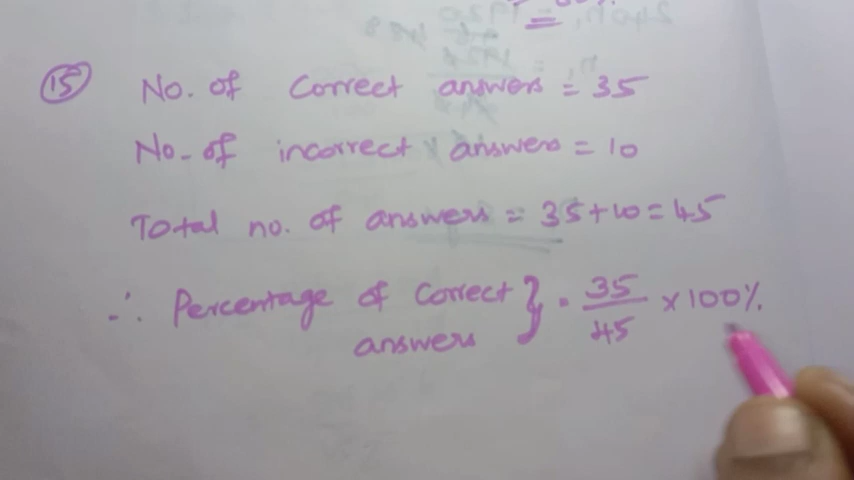 15 No. of correct answers = 35
No. of incorrect answers = 10
Total no. of answers = 35+10=45
∴ Percentage of correct answers } = 35/45 × 100%